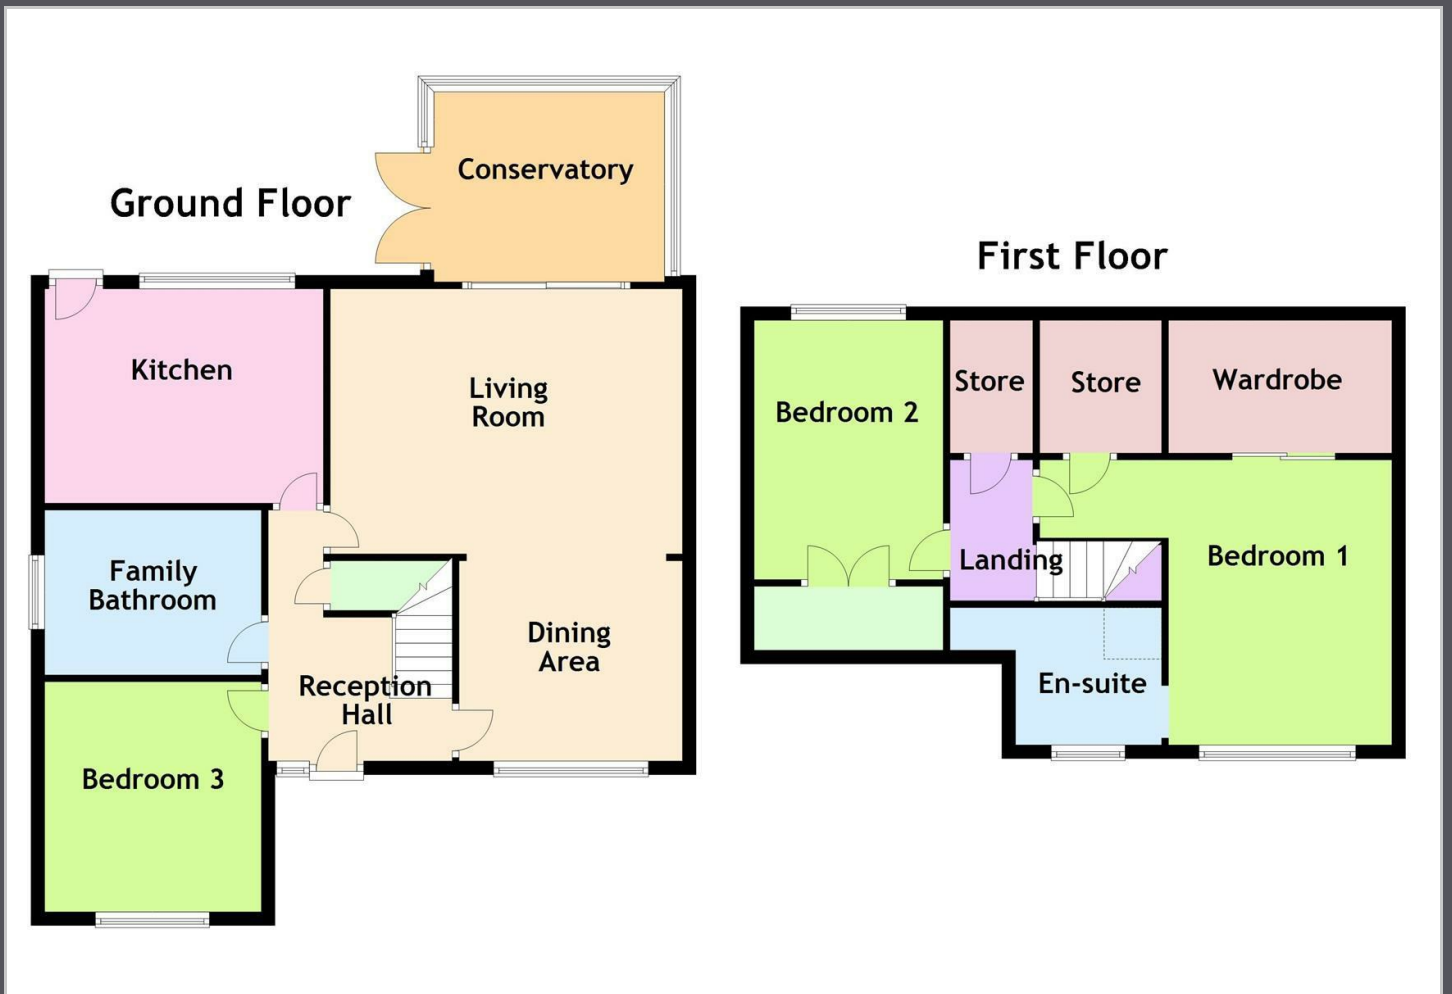 Ground Floor
Conservatory
Kitchen
Living
Room
Family
Bathroom
Dining
Area
Reception
Hall
Bedroom 3
First Floor
Bedroom 2
Store
Store
Wardrobe
Landing
Bedroom 1
En-suite